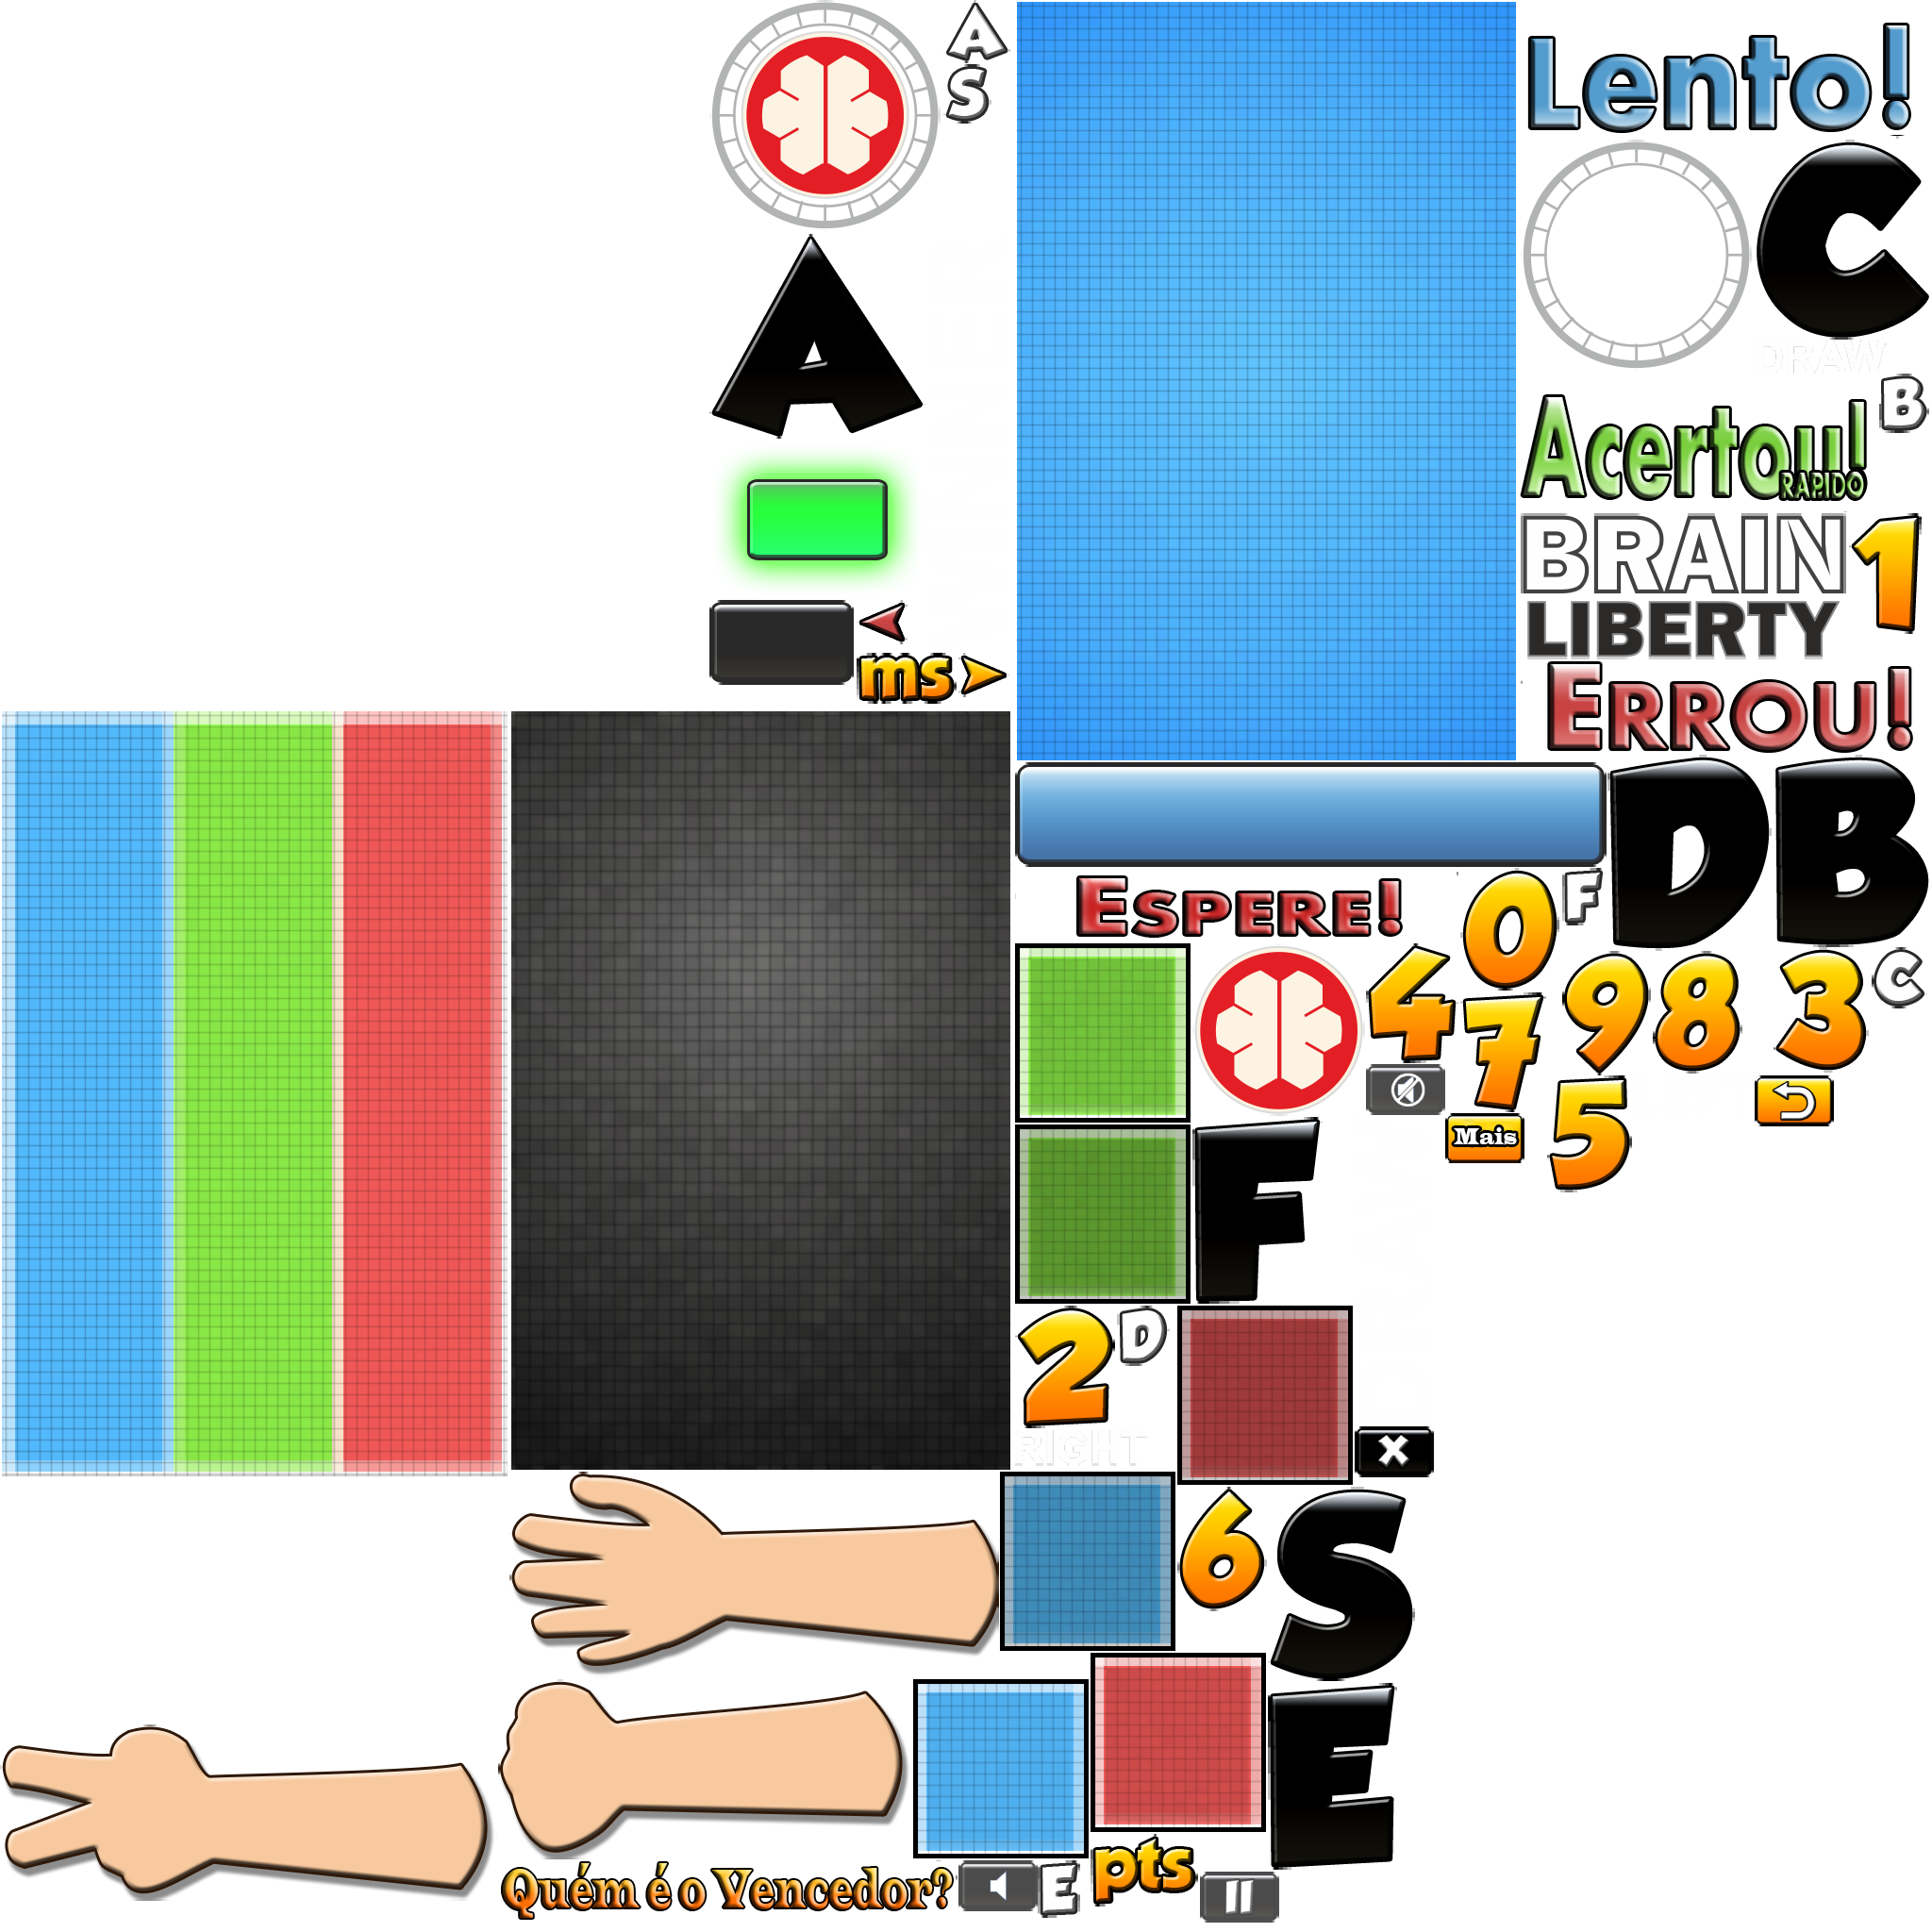 A
S
Lento!
C
DRAW
B
Acertou!
RAPIDO
A
BRAIN
1
LIBERTY
ms
ERROU!
D
B
ESPERE!
0
F
4
7
9
8
3
C
Mais
5
F
2
D
RIGHT
6
S
E
Quém é o Vencedor?
E
pts